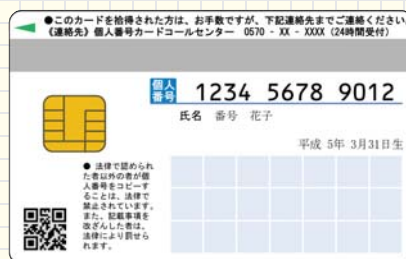 ●このカードを拾得された方は、お手数ですが、下記連絡先までご連絡ください。
《連絡先》個人番号カードコールセンター 0570 - XX - XXXX (24時間受付)
個人番号 1234 5678 9012
氏名 番号 花子
平成 5年 3月31日生
● 法律で認められ
た者以外の者が個
人番号をコピーす
ることは、法律で
禁止されています。
また、記載事項を
改ざんした者は、
法律により罰せら
れます。